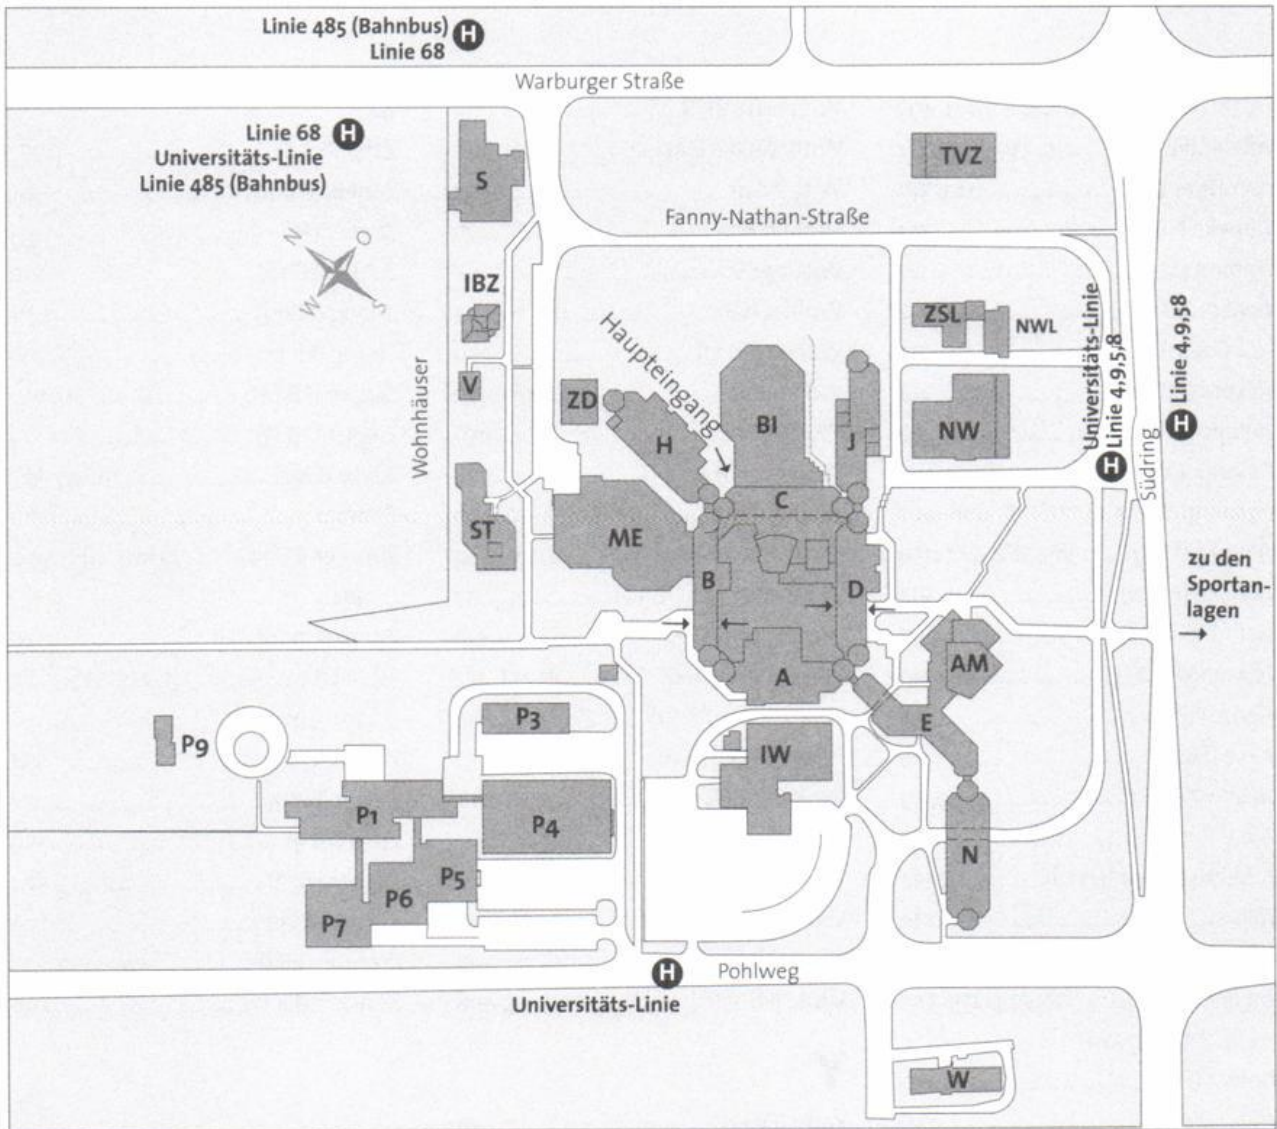 Linie 485 (Bahnbus)
Linie 68
H
Warburger Straße
Linie 68
Universitäts-Linie
Linie 485 (Bahnbus)
H
S
TVZ
Fanny-Nathan-Straße
N
O
W
S
IBZ
V
Wohnhäuser
ZD
Haupteingang
H
BI
J
ZSL
NWL
NW
Universitäts-Linie
Linie 4,9,58
H
Linie 4,9,58
H
Südring
C
ST
ME
B
D
zu den
Sportan-
lagen
AM
A
E
P3
P9
IW
P1
P4
N
P5
P6
P7
H
Pohlweg
Universitäts-Linie
W